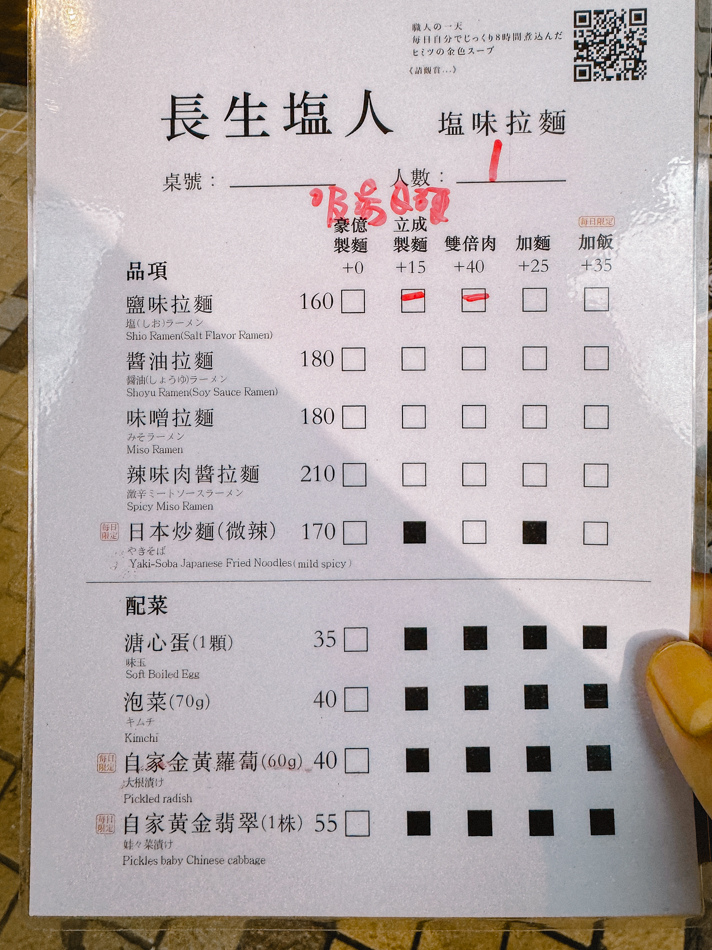 職人の一天
毎日自分でじっくり8時間煮込んだ
ヒミツの金色スープ
《請觀音...》
長生塩人 塩味拉麵
桌號： 人數： 1
豪億製麵 +0
立成製麵 +15
雙倍肉 +40
加麵 +25
每日限定 加飯 +35
品項
鹽味拉麵 160
塩(しお)ラーメン
Shio Ramen(Salt Flavor Ramen)
醬油拉麵 180
醤油(しょうゆ)ラーメン
Shoyu Ramen(Soy Sauce Ramen)
味噌拉麵 180
みそラーメン
Miso Ramen
辣味肉醬拉麵 210
激辛ミートソースラーメン
Spicy Miso Ramen
每日限定 日本炒麵(微辣) 170
やきそば
Yaki-Soba Japanese Fried Noodles(mild spicy)
配菜
溏心蛋(1顆) 35
味玉
Soft Boiled Egg
泡菜(70g) 40
キムチ
Kimchi
每日限定 自家金黃蘿蔔(60g) 40
大根漬け
Pickled radish
每日限定 自家黃金翡翠(1株) 55
娃々菜漬け
Pickles baby Chinese cabbage